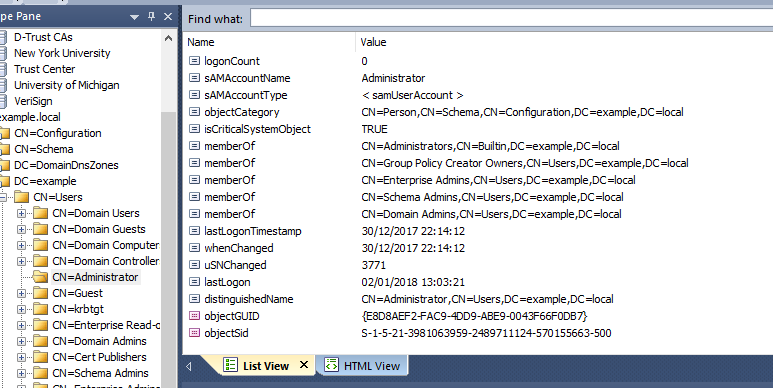 pe Pane
D-Trust CAs
New York University
Trust Center
University of Michigan
VeriSign
example.local
CN=Configuration
CN=Schema
DC=DomainDnsZones
DC=example
CN=Users
CN=Domain Users
CN=Domain Guests
CN=Domain Computer
CN=Domain Controller
CN=Administrator
CN=Guest
CN=krbtgt
CN=Enterprise Read-o
CN=Domain Admins
CN=Cert Publishers
CN=Schema Admins
CN=Enterprise Admins
Find what:
Name Value
logonCount 0
sAMAccountName Administrator
sAMAccountType < samUserAccount >
objectCategory CN=Person,CN=Schema,CN=Configuration,DC=example,DC=local
isCriticalSystemObject TRUE
memberOf CN=Administrators,CN=Builtin,DC=example,DC=local
memberOf CN=Group Policy Creator Owners,CN=Users,DC=example,DC=local
memberOf CN=Enterprise Admins,CN=Users,DC=example,DC=local
memberOf CN=Schema Admins,CN=Users,DC=example,DC=local
memberOf CN=Domain Admins,CN=Users,DC=example,DC=local
lastLogonTimestamp 30/12/2017 22:14:12
whenChanged 30/12/2017 22:14:12
uSNChanged 3771
lastLogon 02/01/2018 13:03:21
distinguishedName CN=Administrator,CN=Users,DC=example,DC=local
objectGUID {E8D8AEF2-FAC9-4DD9-ABE9-0043F66F0DB7}
objectSid S-1-5-21-3981063959-2489711124-570155663-500
List View
HTML View